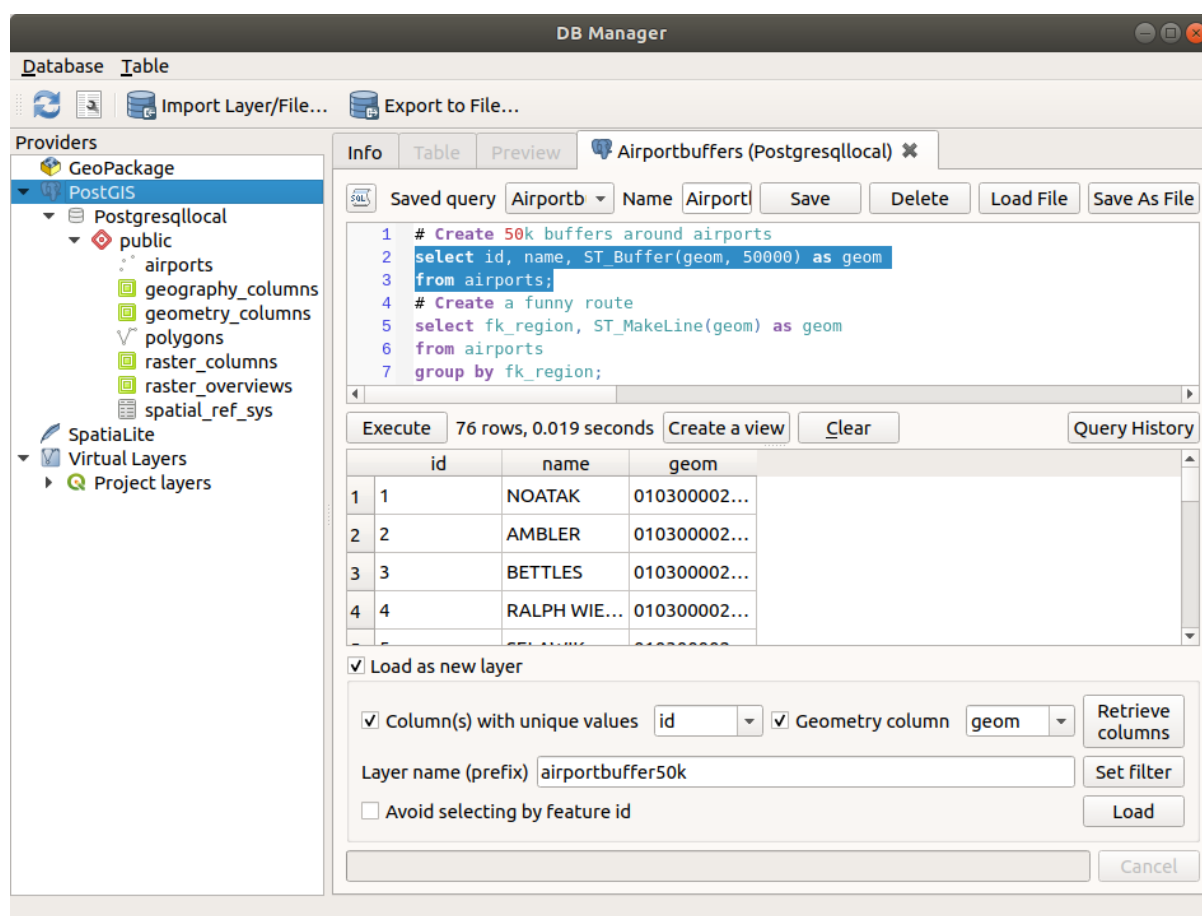 DB Manager
Database Table
Import Layer/File... Export to File...
Providers
GeoPackage
PostGIS
Postgresqllocal
public
airports
geography_columns
geometry_columns
polygons
raster_columns
raster_overviews
spatial_ref_sys
SpatiaLite
Virtual Layers
Project layers
Info Table Preview Airportbuffers (Postgresqllocal)
SQL Saved query Airportb Name Airportl Save Delete Load File Save As File
1 # Create 50k buffers around airports
2 select id, name, ST_Buffer(geom, 50000) as geom
3 from airports;
4 # Create a funny route
5 select fk_region, ST_MakeLine(geom) as geom
6 from airports
7 group by fk_region;
Execute 76 rows, 0.019 seconds Create a view Clear Query History
id name geom
1 1 NOATAK 010300002...
2 2 AMBLER 010300002...
3 3 BETTLES 010300002...
4 4 RALPH WIE... 010300002...
Load as new layer
Column(s) with unique values id Geometry column geom Retrieve columns
Layer name (prefix) airportbuffer50k Set filter
Avoid selecting by feature id Load
Cancel